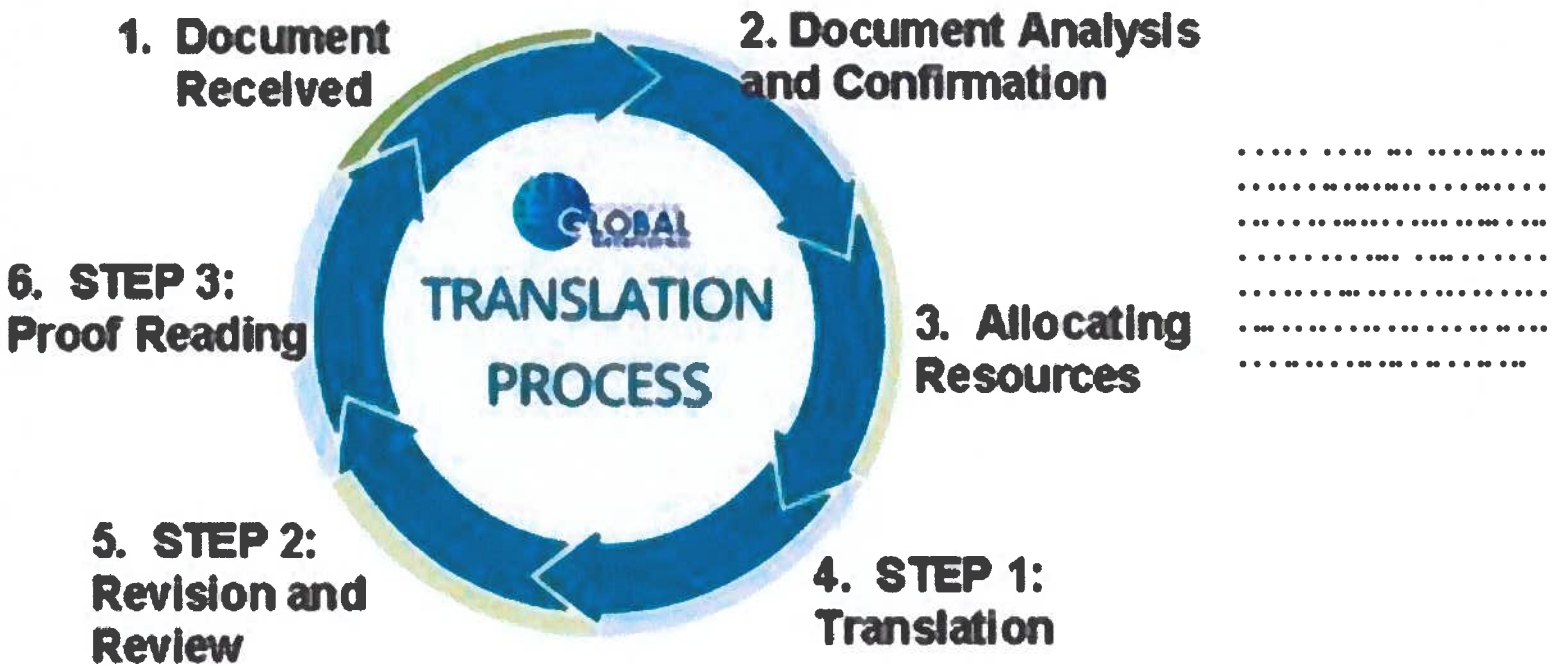 1. Document
Received
2. Document Analysis
and Confirmation
3. Allocating
Resources
4. STEP 1:
Translation
5. STEP 2:
Revision and
Review
6. STEP 3:
Proof Reading
GLOBAL
TRANSLATION
PROCESS